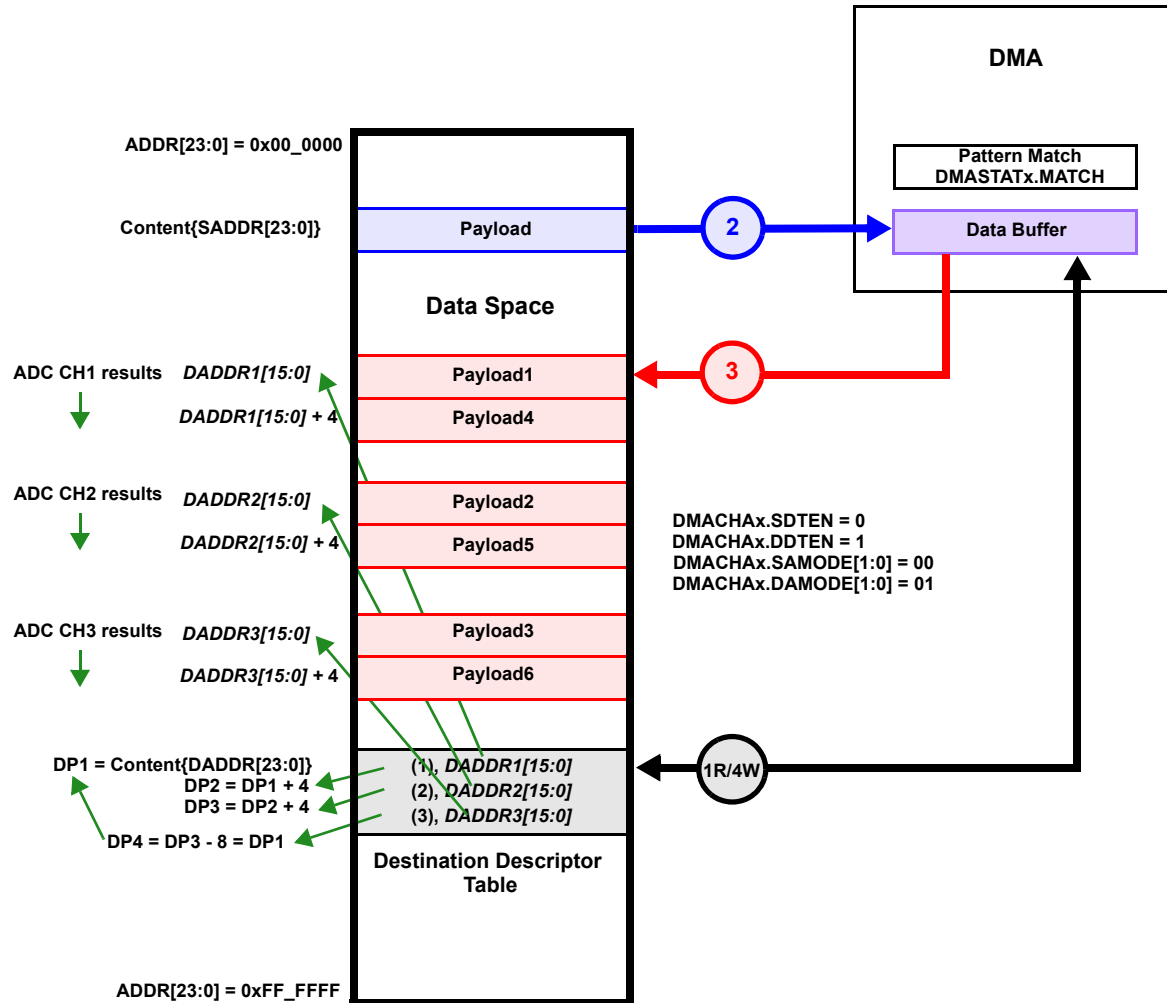 DMA
ADDR[23:0] = 0x00_0000
Pattern Match
DMASTATx.MATCH
Content{SADDR[23:0]}
Payload
2
Data Buffer
Data Space
ADC CH1 results
DADDR1[15:0]
Payload1
3
DADDR1[15:0] + 4
Payload4
ADC CH2 results
DADDR2[15:0]
Payload2
DADDR2[15:0] + 4
Payload5
DMACHAx.SDTEN = 0
DMACHAx.DDTEN = 1
DMACHAx.SAMODE[1:0] = 00
DMACHAx.DAMODE[1:0] = 01
ADC CH3 results
DADDR3[15:0]
Payload3
DADDR3[15:0] + 4
Payload6
DP1 = Content{DADDR[23:0]}
(1), DADDR1[15:0]
1R/4W
DP2 = DP1 + 4
(2), DADDR2[15:0]
DP3 = DP2 + 4
(3), DADDR3[15:0]
DP4 = DP3 - 8 = DP1
Destination Descriptor
Table
ADDR[23:0] = 0xFF_FFFF